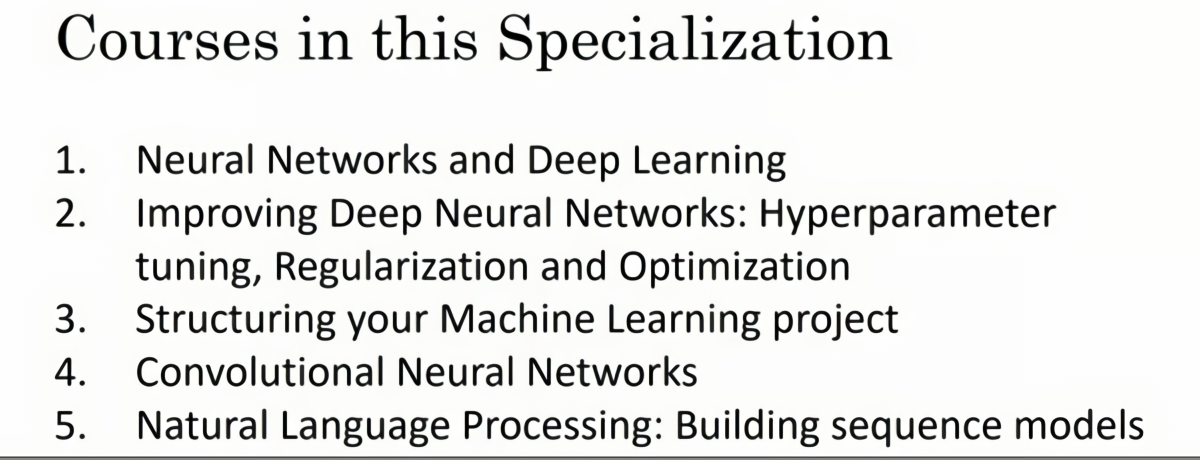 Courses in this Specialization
1. Neural Networks and Deep Learning
2. Improving Deep Neural Networks: Hyperparameter
tuning, Regularization and Optimization
3. Structuring your Machine Learning project
4. Convolutional Neural Networks
5. Natural Language Processing: Building sequence models